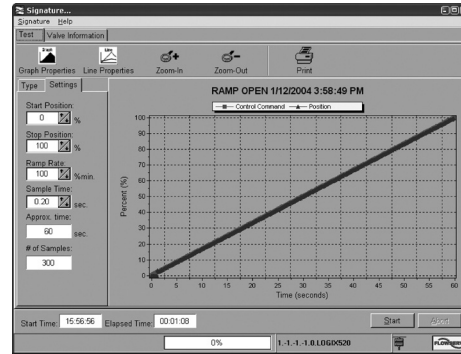 Signature...
Signature Help
Test Valve Information
Graph Properties Line Properties Zoom-In Zoom-Out Print
Type Settings
Start Position:
0 %
Stop Position:
100 %
Ramp Rate:
100 %/min.
Sample Time:
0.20 sec.
Approx. time:
60 sec.
# of Samples:
300
RAMP OPEN 1/12/2004 3:58:49 PM
Control Command Position
Percent (%)
100
90
80
70
60
50
40
30
20
10
0
0 5 10 15 20 25 30 35 40 45 50 55 60
Time (seconds)
Start Time: 15:56:56 Elapsed Time: 00:01:08
Start Abort
0% 1.-1.-1.-1.0.LOGIX520